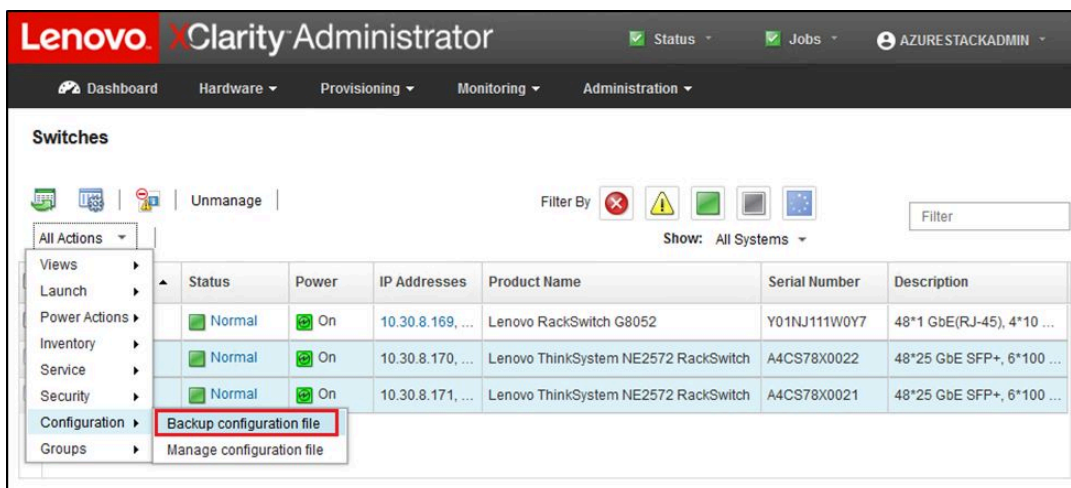 Lenovo. XClarity Administrator Status Jobs AZURESTACKADMIN
Dashboard Hardware Provisioning Monitoring Administration
Switches
Unmanage Filter By Filter
All Actions Show: All Systems
Status Power IP Addresses Product Name Serial Number Description
Views
Launch
Power Actions Normal On 10.30.8.169, ... Lenovo RackSwitch G8052 Y01NJ111W0Y7 48*1 GbE(RJ-45), 4*10 ...
Inventory
Service Normal On 10.30.8.170, ... Lenovo ThinkSystem NE2572 RackSwitch A4CS78X0022 48*25 GbE SFP+, 6*100 ...
Security Normal On 10.30.8.171, ... Lenovo ThinkSystem NE2572 RackSwitch A4CS78X0021 48*25 GbE SFP+, 6*100 ...
Configuration Backup configuration file
Groups Manage configuration file